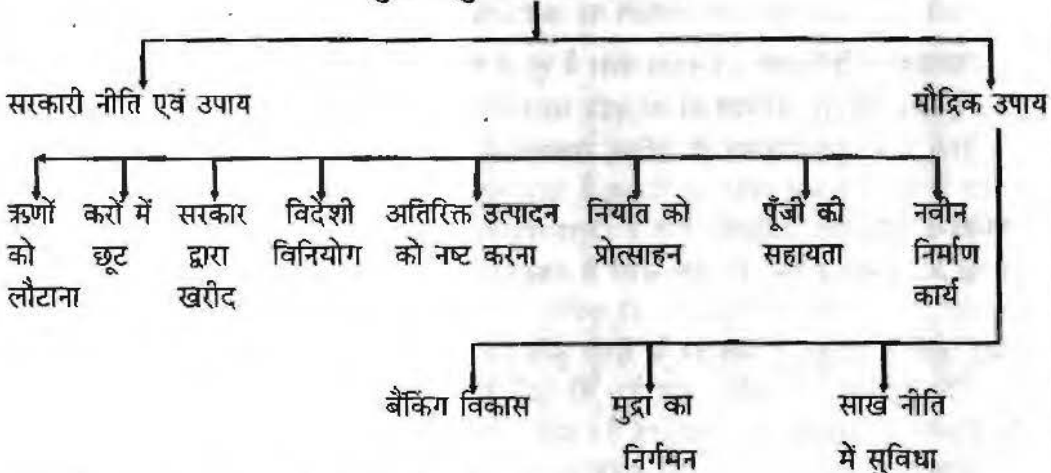 सरकारी नीति एवं उपाय
मौद्रिक उपाय
ऋणों करों में सरकार विदेशी अतिरिक्त उत्पादन निर्यात को पूँजी की नवीन
को छूट द्वारा विनियोग को नष्ट करना प्रोत्साहन सहायता निर्माण
लौटाना खरीद कार्य
बैंकिंग विकास मुद्रा का साख नीति
निर्गमन में सुविधा